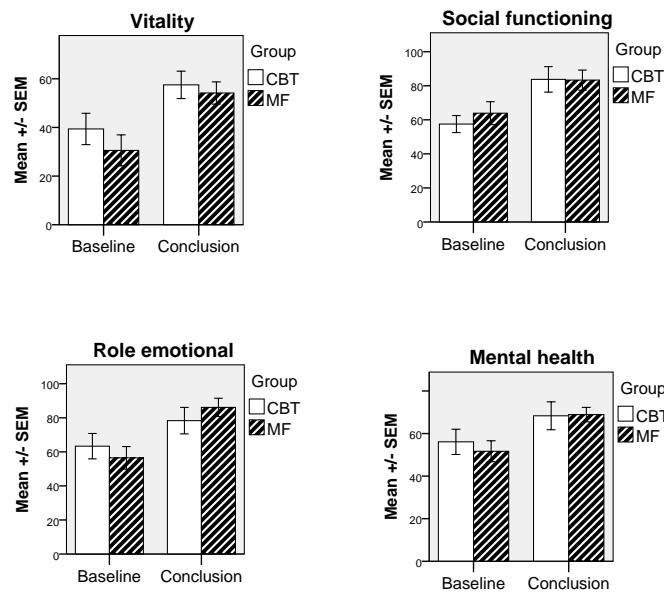 Vitality
Group
CBT
MF
Mean +/- SEM
60
40
20
0
Baseline Conclusion
Social functioning
Group
CBT
MF
Mean +/- SEM
100
80
60
40
20
0
Baseline Conclusion
Role emotional
Group
CBT
MF
Mean +/- SEM
100
80
60
40
20
0
Baseline Conclusion
Mental health
Group
CBT
MF
Mean +/- SEM
60
40
20
0
Baseline Conclusion